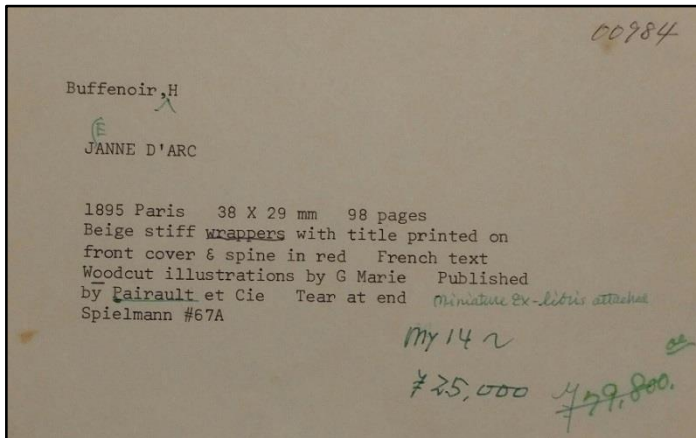 00984
Buffenoir,H
E
JANNE D'ARC
1895 Paris 38 X 29 mm 98 pages
Beige stiff wrappers with title printed on
front cover & spine in red French text
Woodcut illustrations by G Marie Published
by Pairault et Cie Tear at end Miniature Ex-libris attached
Spielmann #67A
My 14
¥25,000 ¥79,800.